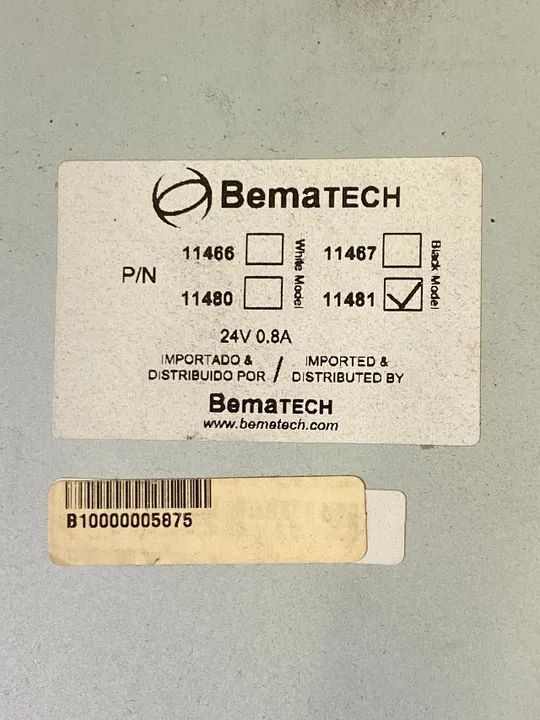 Bematech
P/N
11466 White Model 11467 Black Model
11480 11481
24V 0.8A
IMPORTADO & / IMPORTED &
DISTRIBUIDO POR DISTRIBUTED BY
Bematech
www.bematech.com
B10000005875